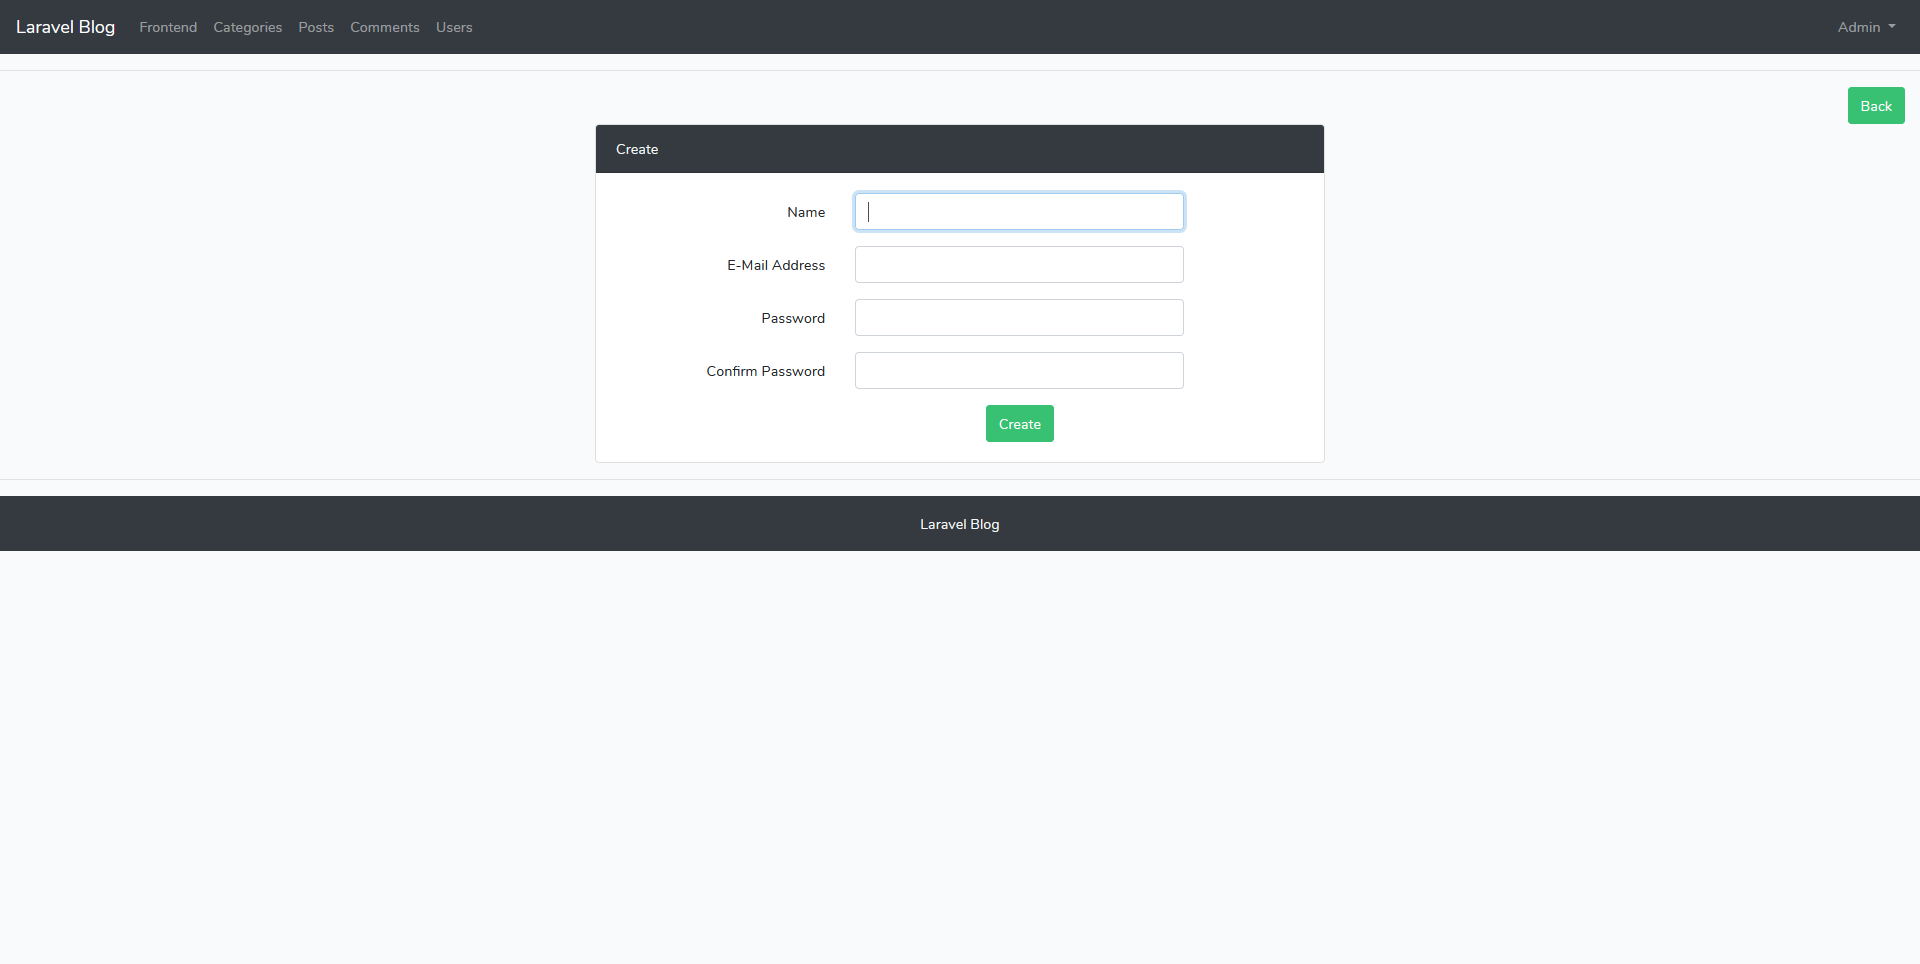 Laravel Blog Frontend Categories Posts Comments Users Admin
Back
Create
Name
E-Mail Address
Password
Confirm Password
Create
Laravel Blog